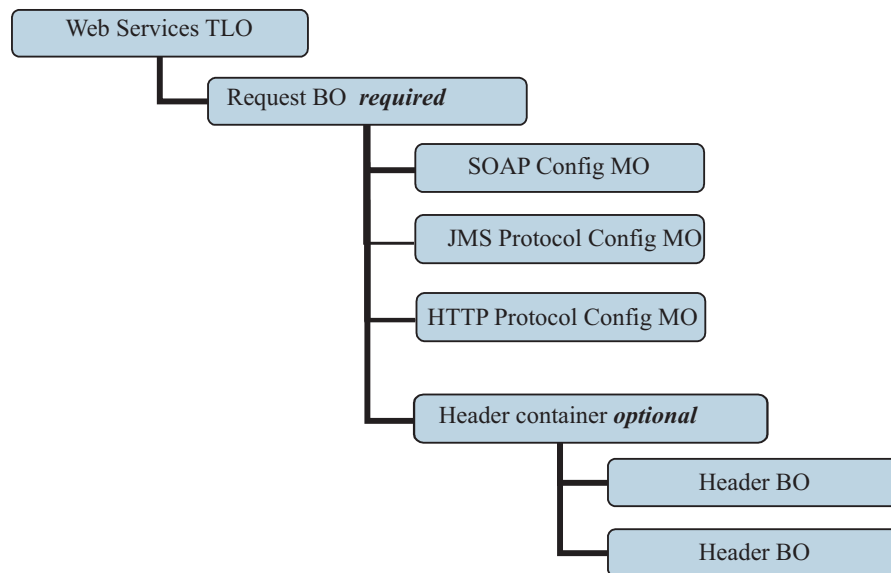 Web Services TLO
Request BO required
SOAP Config MO
JMS Protocol Config MO
HTTP Protocol Config MO
Header container optional
Header BO
Header BO